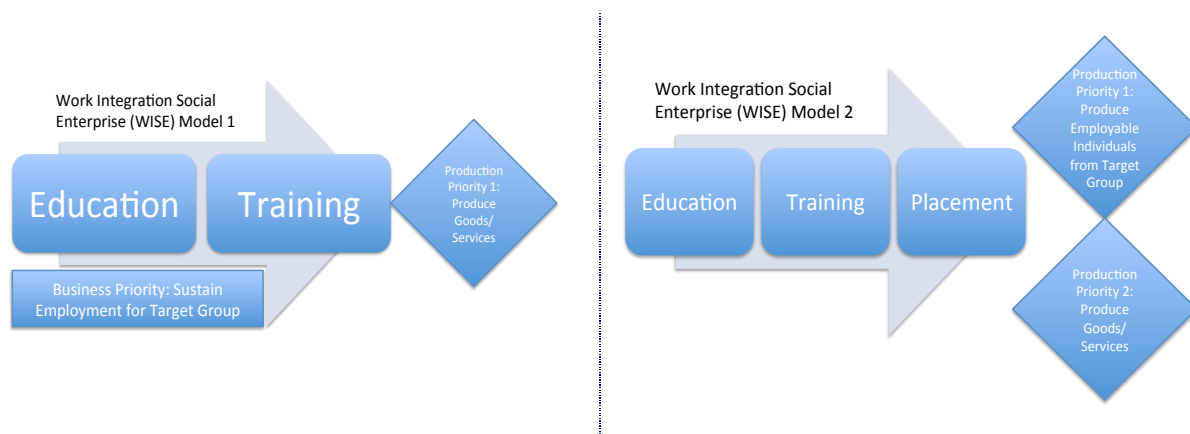 Work Integration Social
Enterprise (WISE) Model 1
Education
Training
Production
Priority 1:
Produce
Goods/
Services
Business Priority: Sustain
Employment for Target Group
Work Integration Social
Enterprise (WISE) Model 2
Education
Training
Placement
Production
Priority 1:
Produce
Employable
Individuals
from Target
Group
Production
Priority 2:
Produce
Goods/
Services